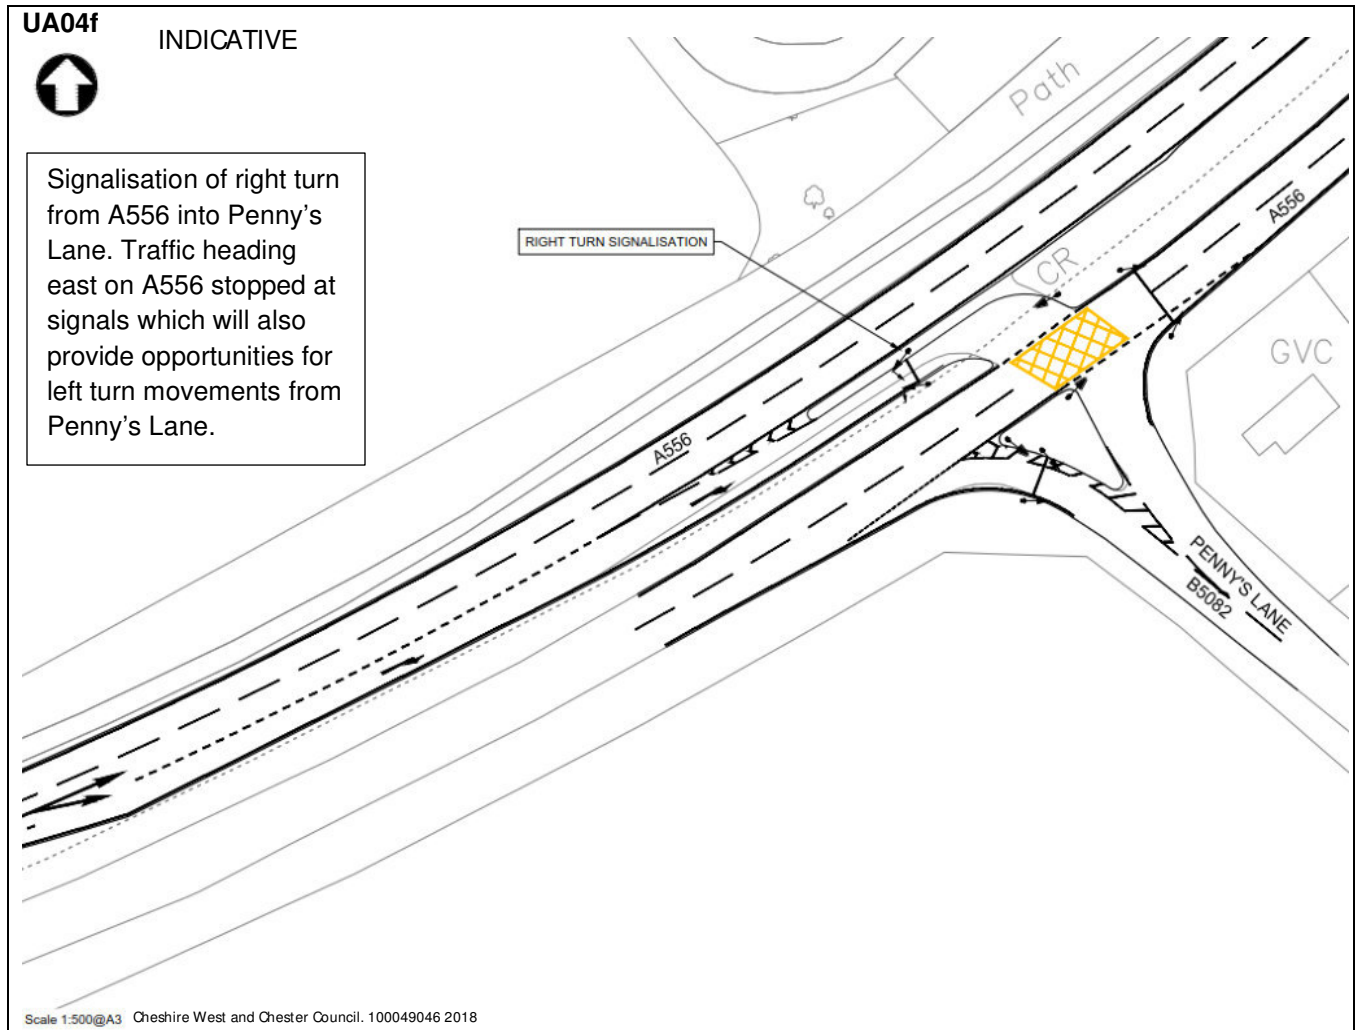 UA04f
INDICATIVE
Signalisation of right turn
from A556 into Penny’s
Lane. Traffic heading
east on A556 stopped at
signals which will also
provide opportunities for
left turn movements from
Penny’s Lane.
Path
RIGHT TURN SIGNALISATION
A556
CR
GVC
A556
PENNY'S LANE
B5082
Scale 1:500@A3 Cheshire West and Chester Council. 100049046 2018